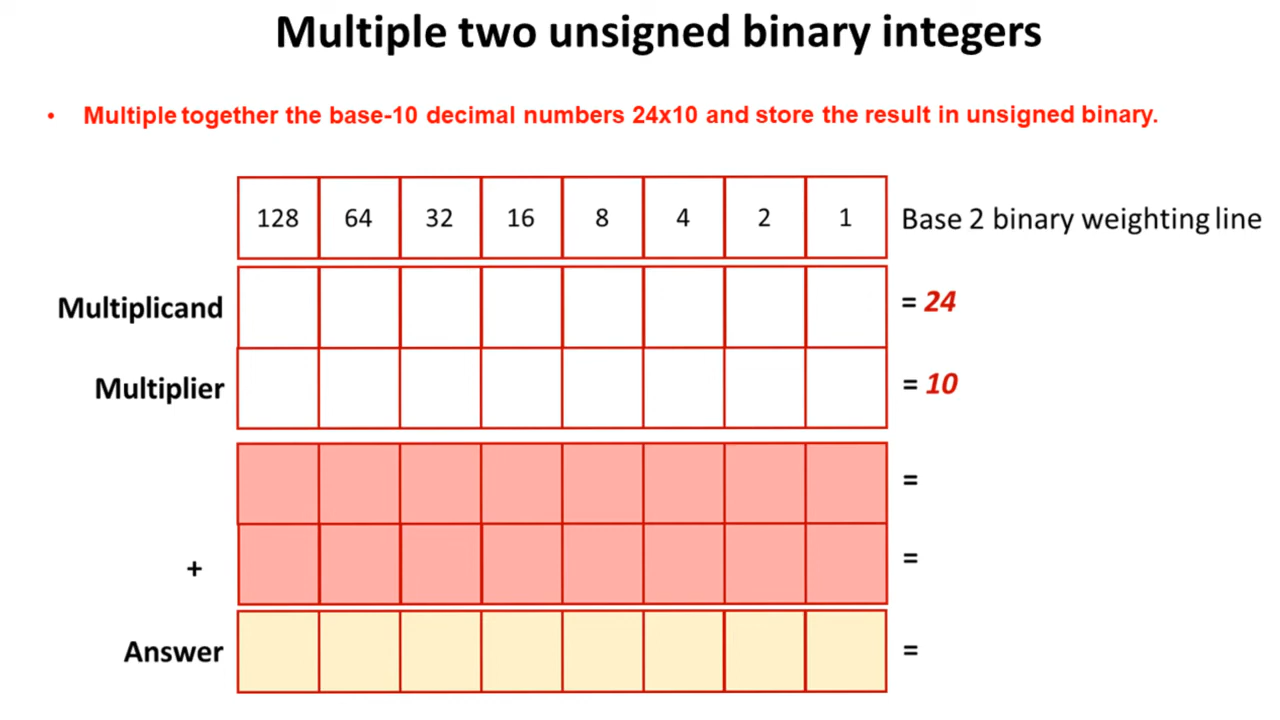 Multiple two unsigned binary integers
• Multiple together the base-10 decimal numbers 24x10 and store the result in unsigned binary.
128 64 32 16 8 4 2 1 Base 2 binary weighting line
Multiplicand = 24
Multiplier = 10
=
+ =
Answer =